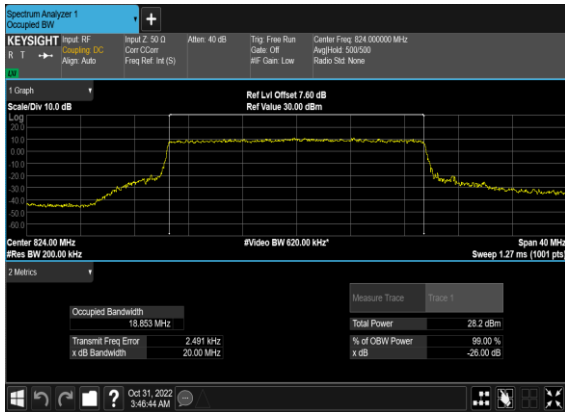 Spectrum Analyzer 1
Occupied BW
KEYSIGHT
R T
LXI
Input: RF
Coupling: DC
Align: Auto
Input Z: 50 Ω
Corr CCorr
Freq Ref: Int (S)
Atten: 40 dB
Trig: Free Run
Gate: Off
#IF Gain: Low
Center Freq: 824.000000 MHz
Avg|Hold: 500/500
Radio Std: None
1 Graph
Scale/Div 10.0 dB
Ref Lvl Offset 7.60 dB
Ref Value 30.00 dBm
Log
20.0
10.0
0.00
-10.0
-20.0
-30.0
-40.0
-50.0
-60.0
Center 824.00 MHz
#Res BW 200.00 kHz
#Video BW 620.00 kHz*
Span 40 MHz
Sweep 1.27 ms (1001 pts)
2 Metrics
Measure Trace Trace 1
Occupied Bandwidth
18.853 MHz
Total Power 28.2 dBm
Transmit Freq Error 2.491 kHz
% of OBW Power 99.00 %
x dB Bandwidth 20.00 MHz
x dB -26.00 dB
?
Oct 31, 2022
3:46:44 AM